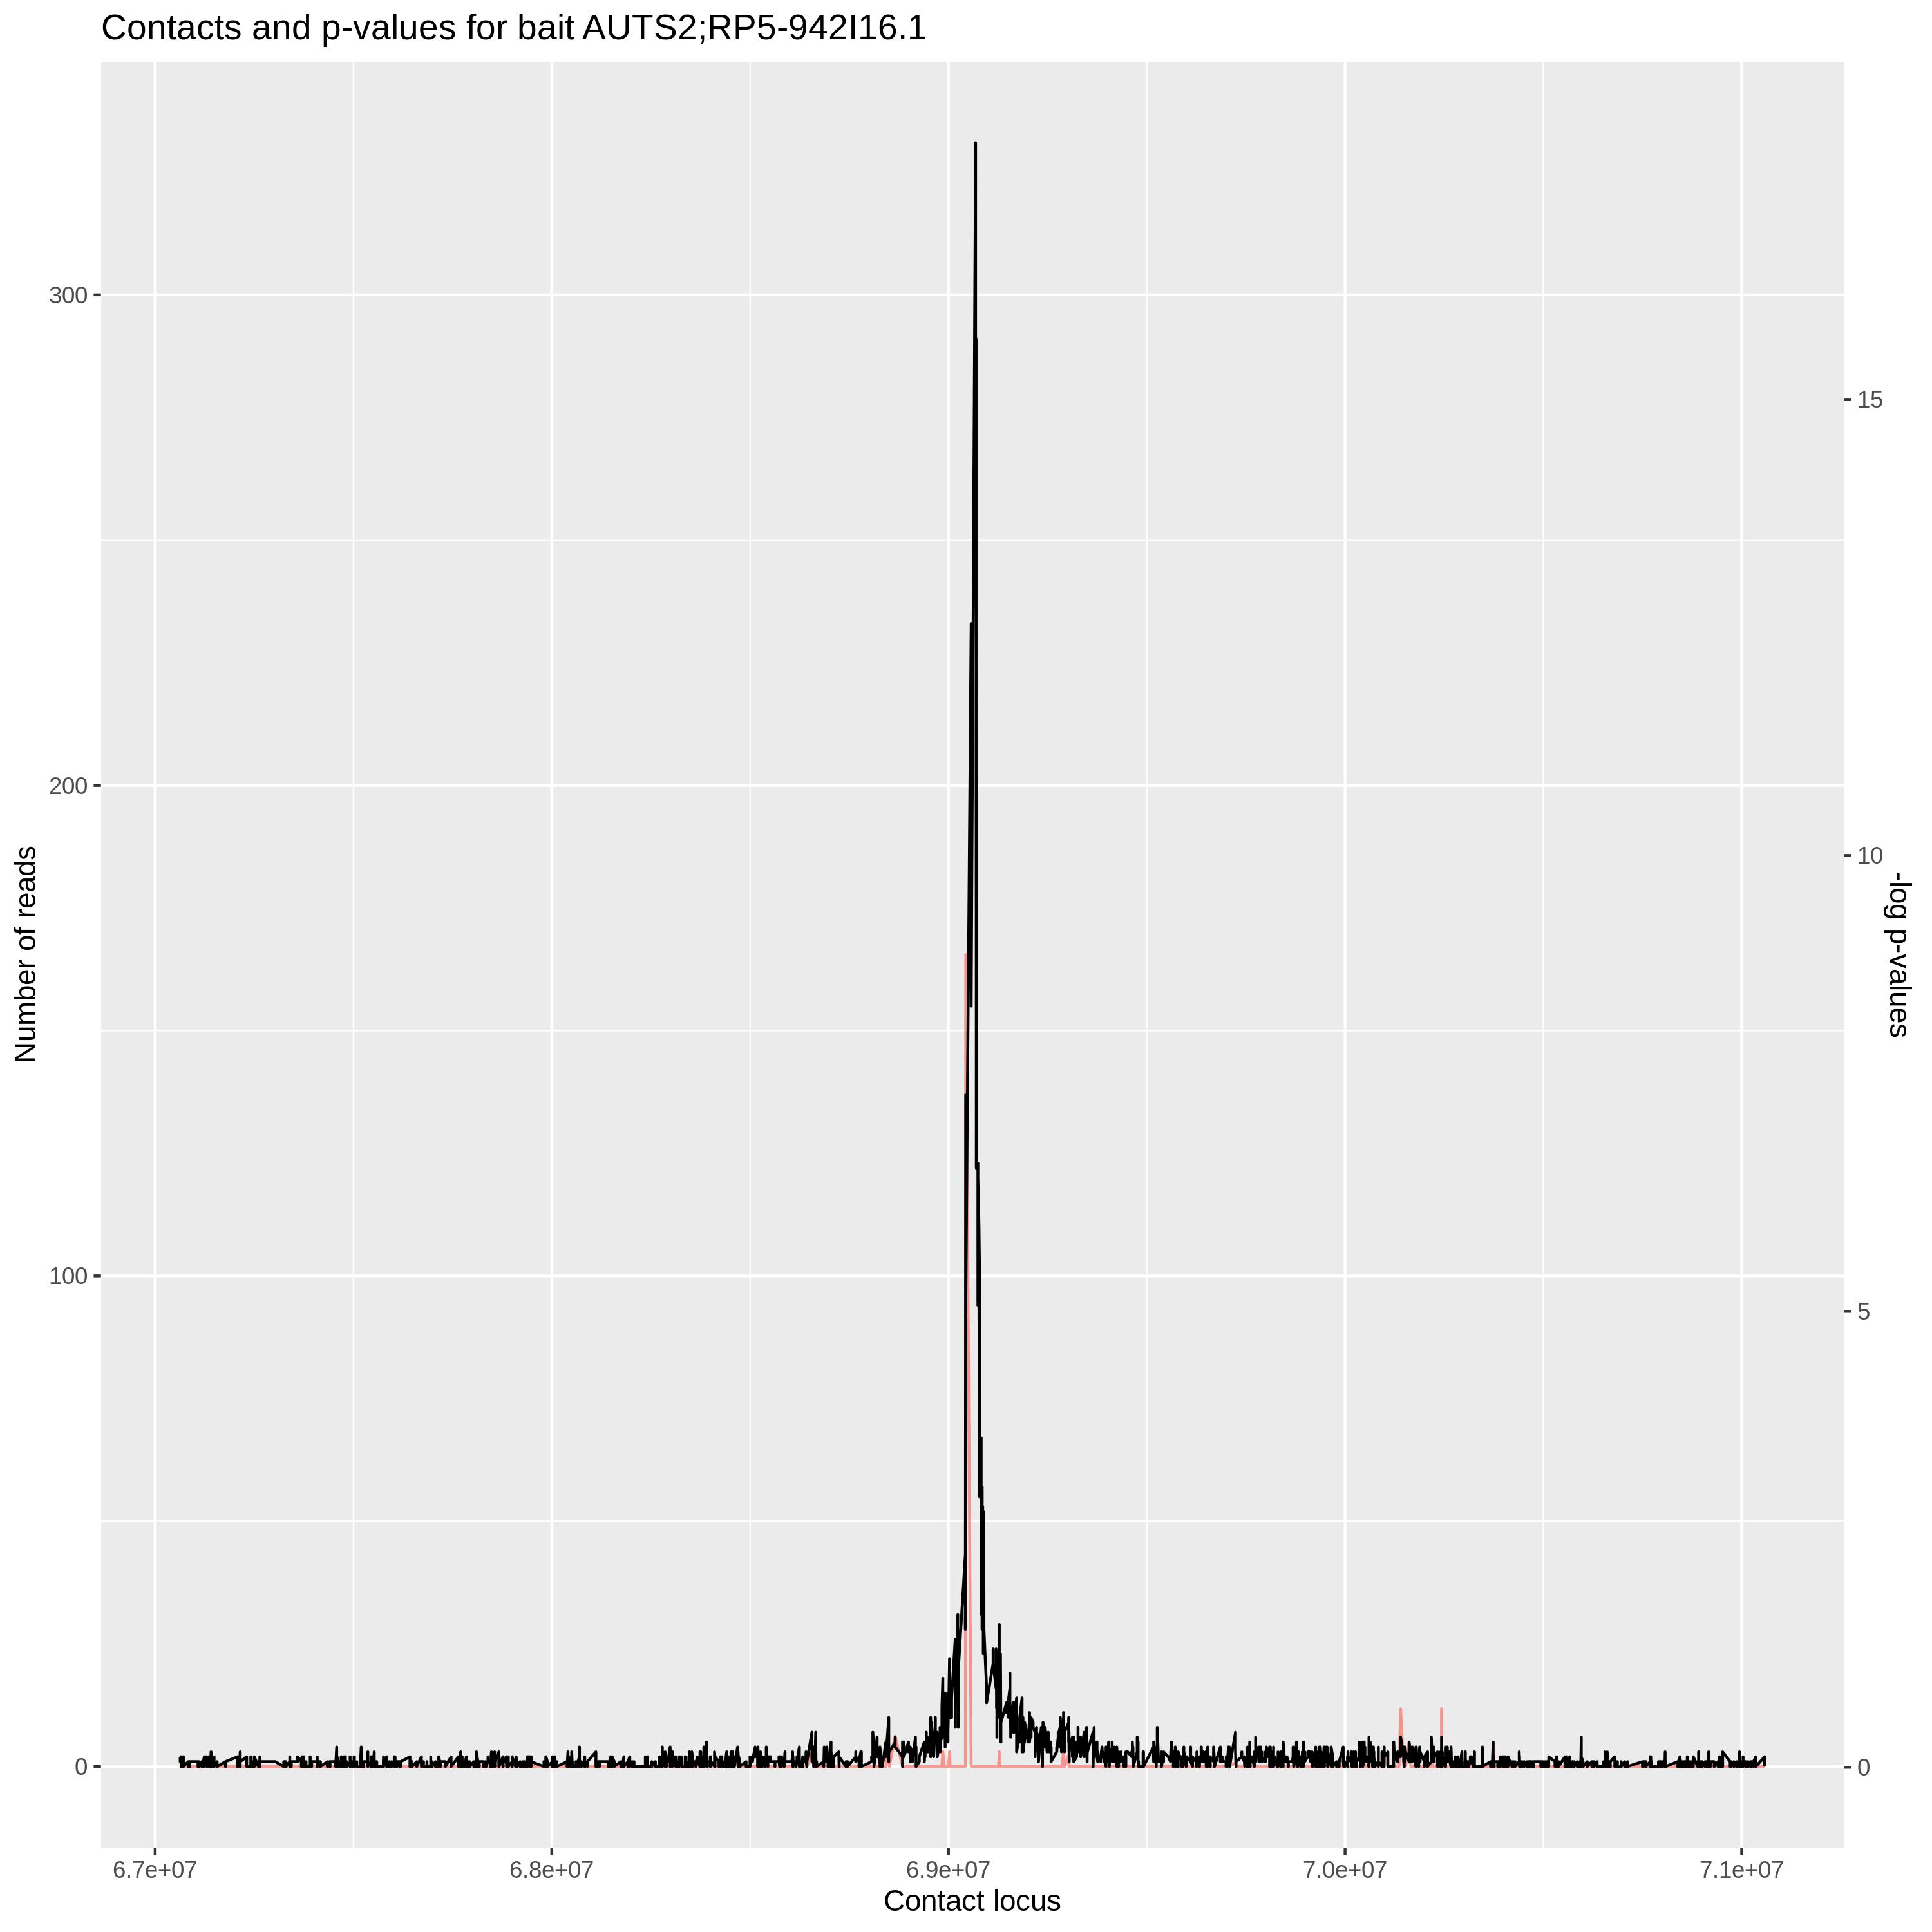 Contacts and p-values for bait AUTS2;RP5-942I16.1
300
200
100
0
Number of reads
15
10
5
0
-log p-values
6.7e+07 6.8e+07 6.9e+07 7.0e+07 7.1e+07
Contact locus